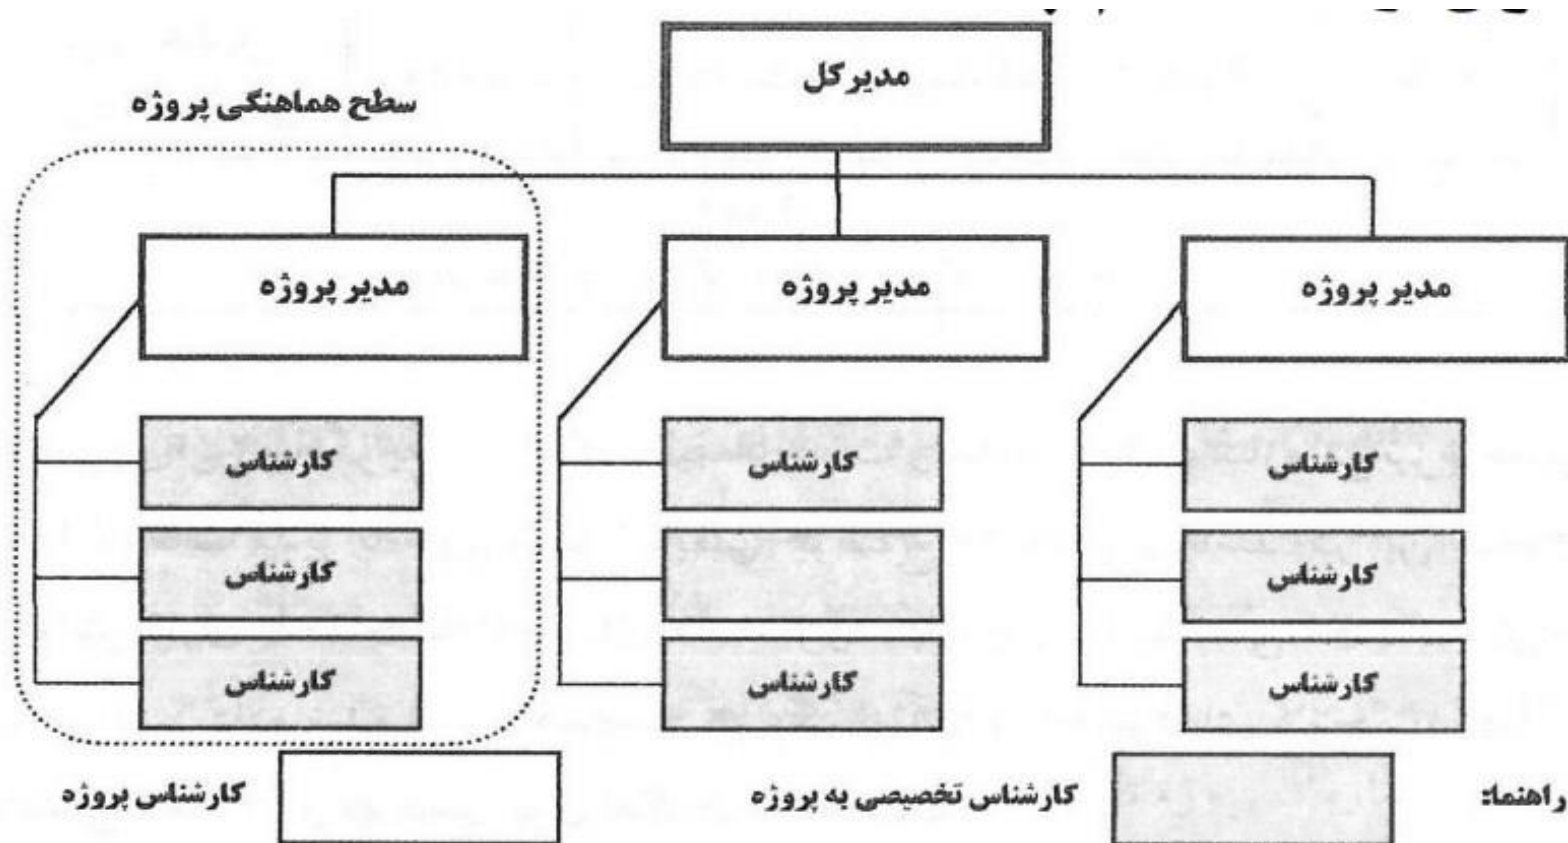 مدیرکل
سطح هماهنگی پروژه
مدیر پروژه
مدیر پروژه
مدیر پروژه
کارشناس
کارشناس
کارشناس
کارشناس
کارشناس
کارشناس
کارشناس
کارشناس
راهنما:
کارشناس تخصیصی به پروژه
کارشناس پروژه